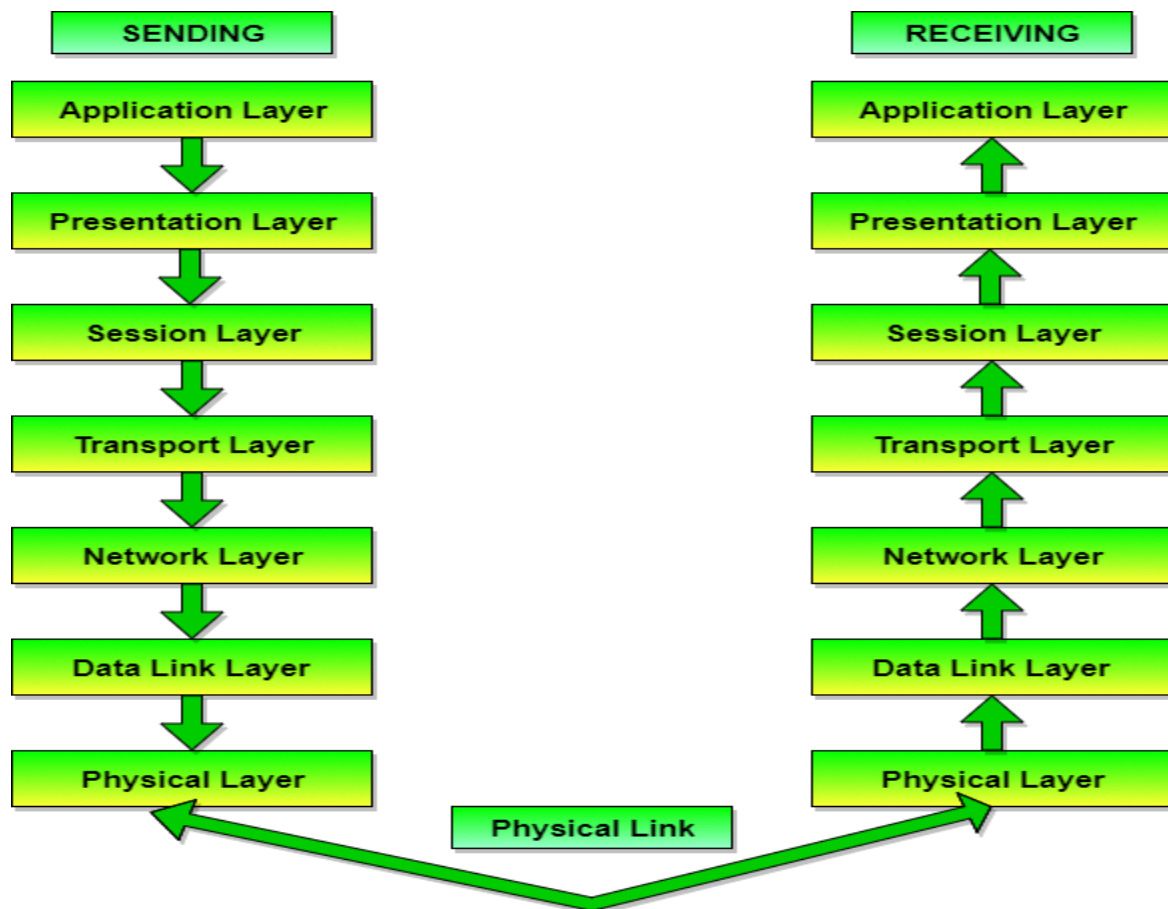 SENDING
RECEIVING
Application Layer
Application Layer
Presentation Layer
Presentation Layer
Session Layer
Session Layer
Transport Layer
Transport Layer
Network Layer
Network Layer
Data Link Layer
Data Link Layer
Physical Layer
Physical Layer
Physical Link